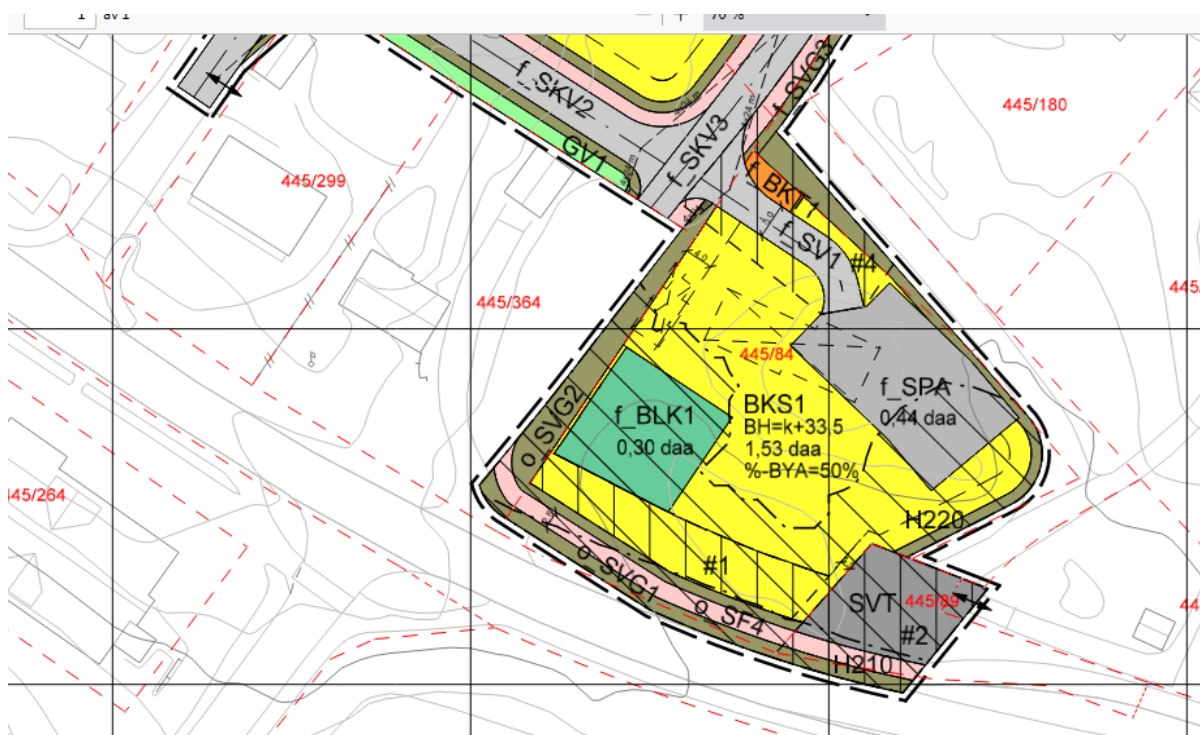 1 av 1
70 %
f_SKV2
f_SVG3
445/180
GV1
f_SKV3
445/299
f_BKT1
f_SV1
#4
445/364
445/84
f_SPA
0,44 daa
BKS1
BH=k+33.5
1,53 daa
%-BYA=50%
f_BLK1
0,30 daa
o_SVG2
445/264
H220
#1
o_SVG1
o_SF4
SVT
445/89
#2
H210